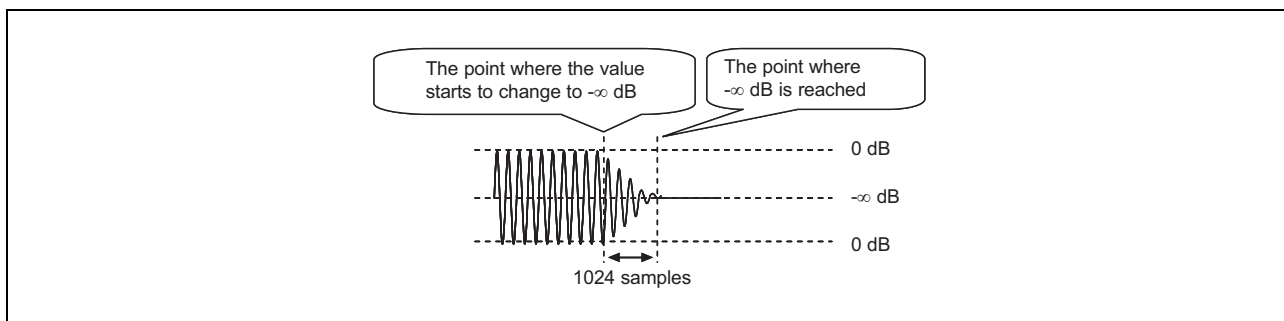 The point where the value
starts to change to -∞ dB
The point where
-∞ dB is reached
0 dB
-∞ dB
0 dB
1024 samples